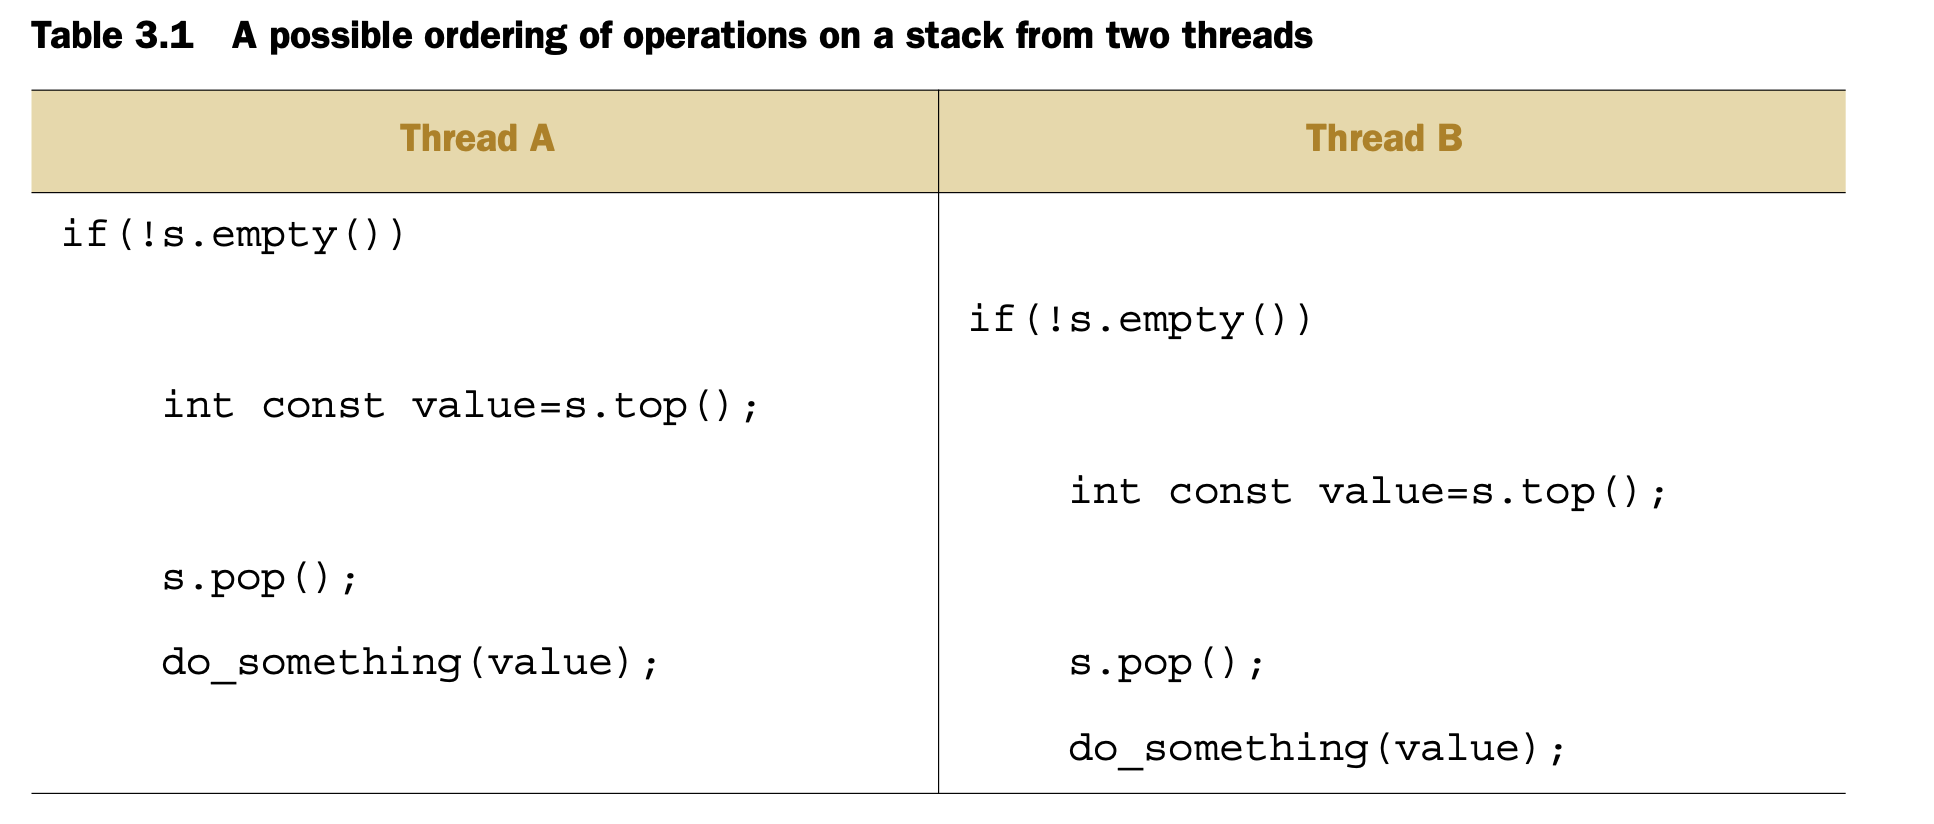 Table 3.1 A possible ordering of operations on a stack from two threads
Thread A Thread B
if(!s.empty())
if(!s.empty())
int const value=s.top();
int const value=s.top();
s.pop();
do_something(value); s.pop();
do_something(value);